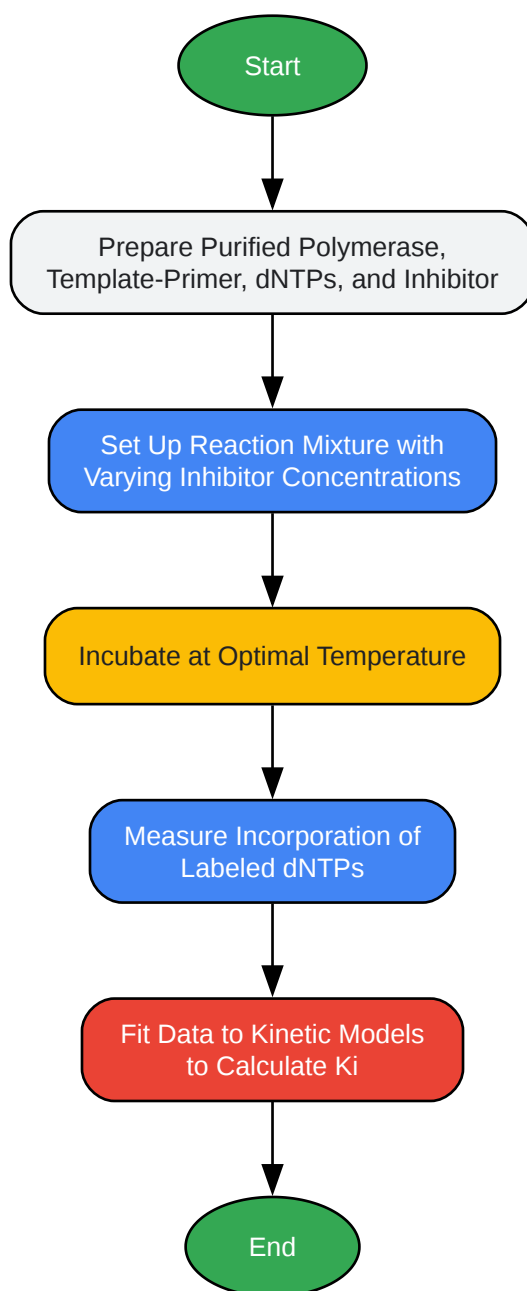 Start
Prepare Purified Polymerase,
Template-Primer, dNTPs, and Inhibitor
Set Up Reaction Mixture with
Varying Inhibitor Concentrations
Incubate at Optimal Temperature
Measure Incorporation of
Labeled dNTPs
Fit Data to Kinetic Models
to Calculate Ki
End